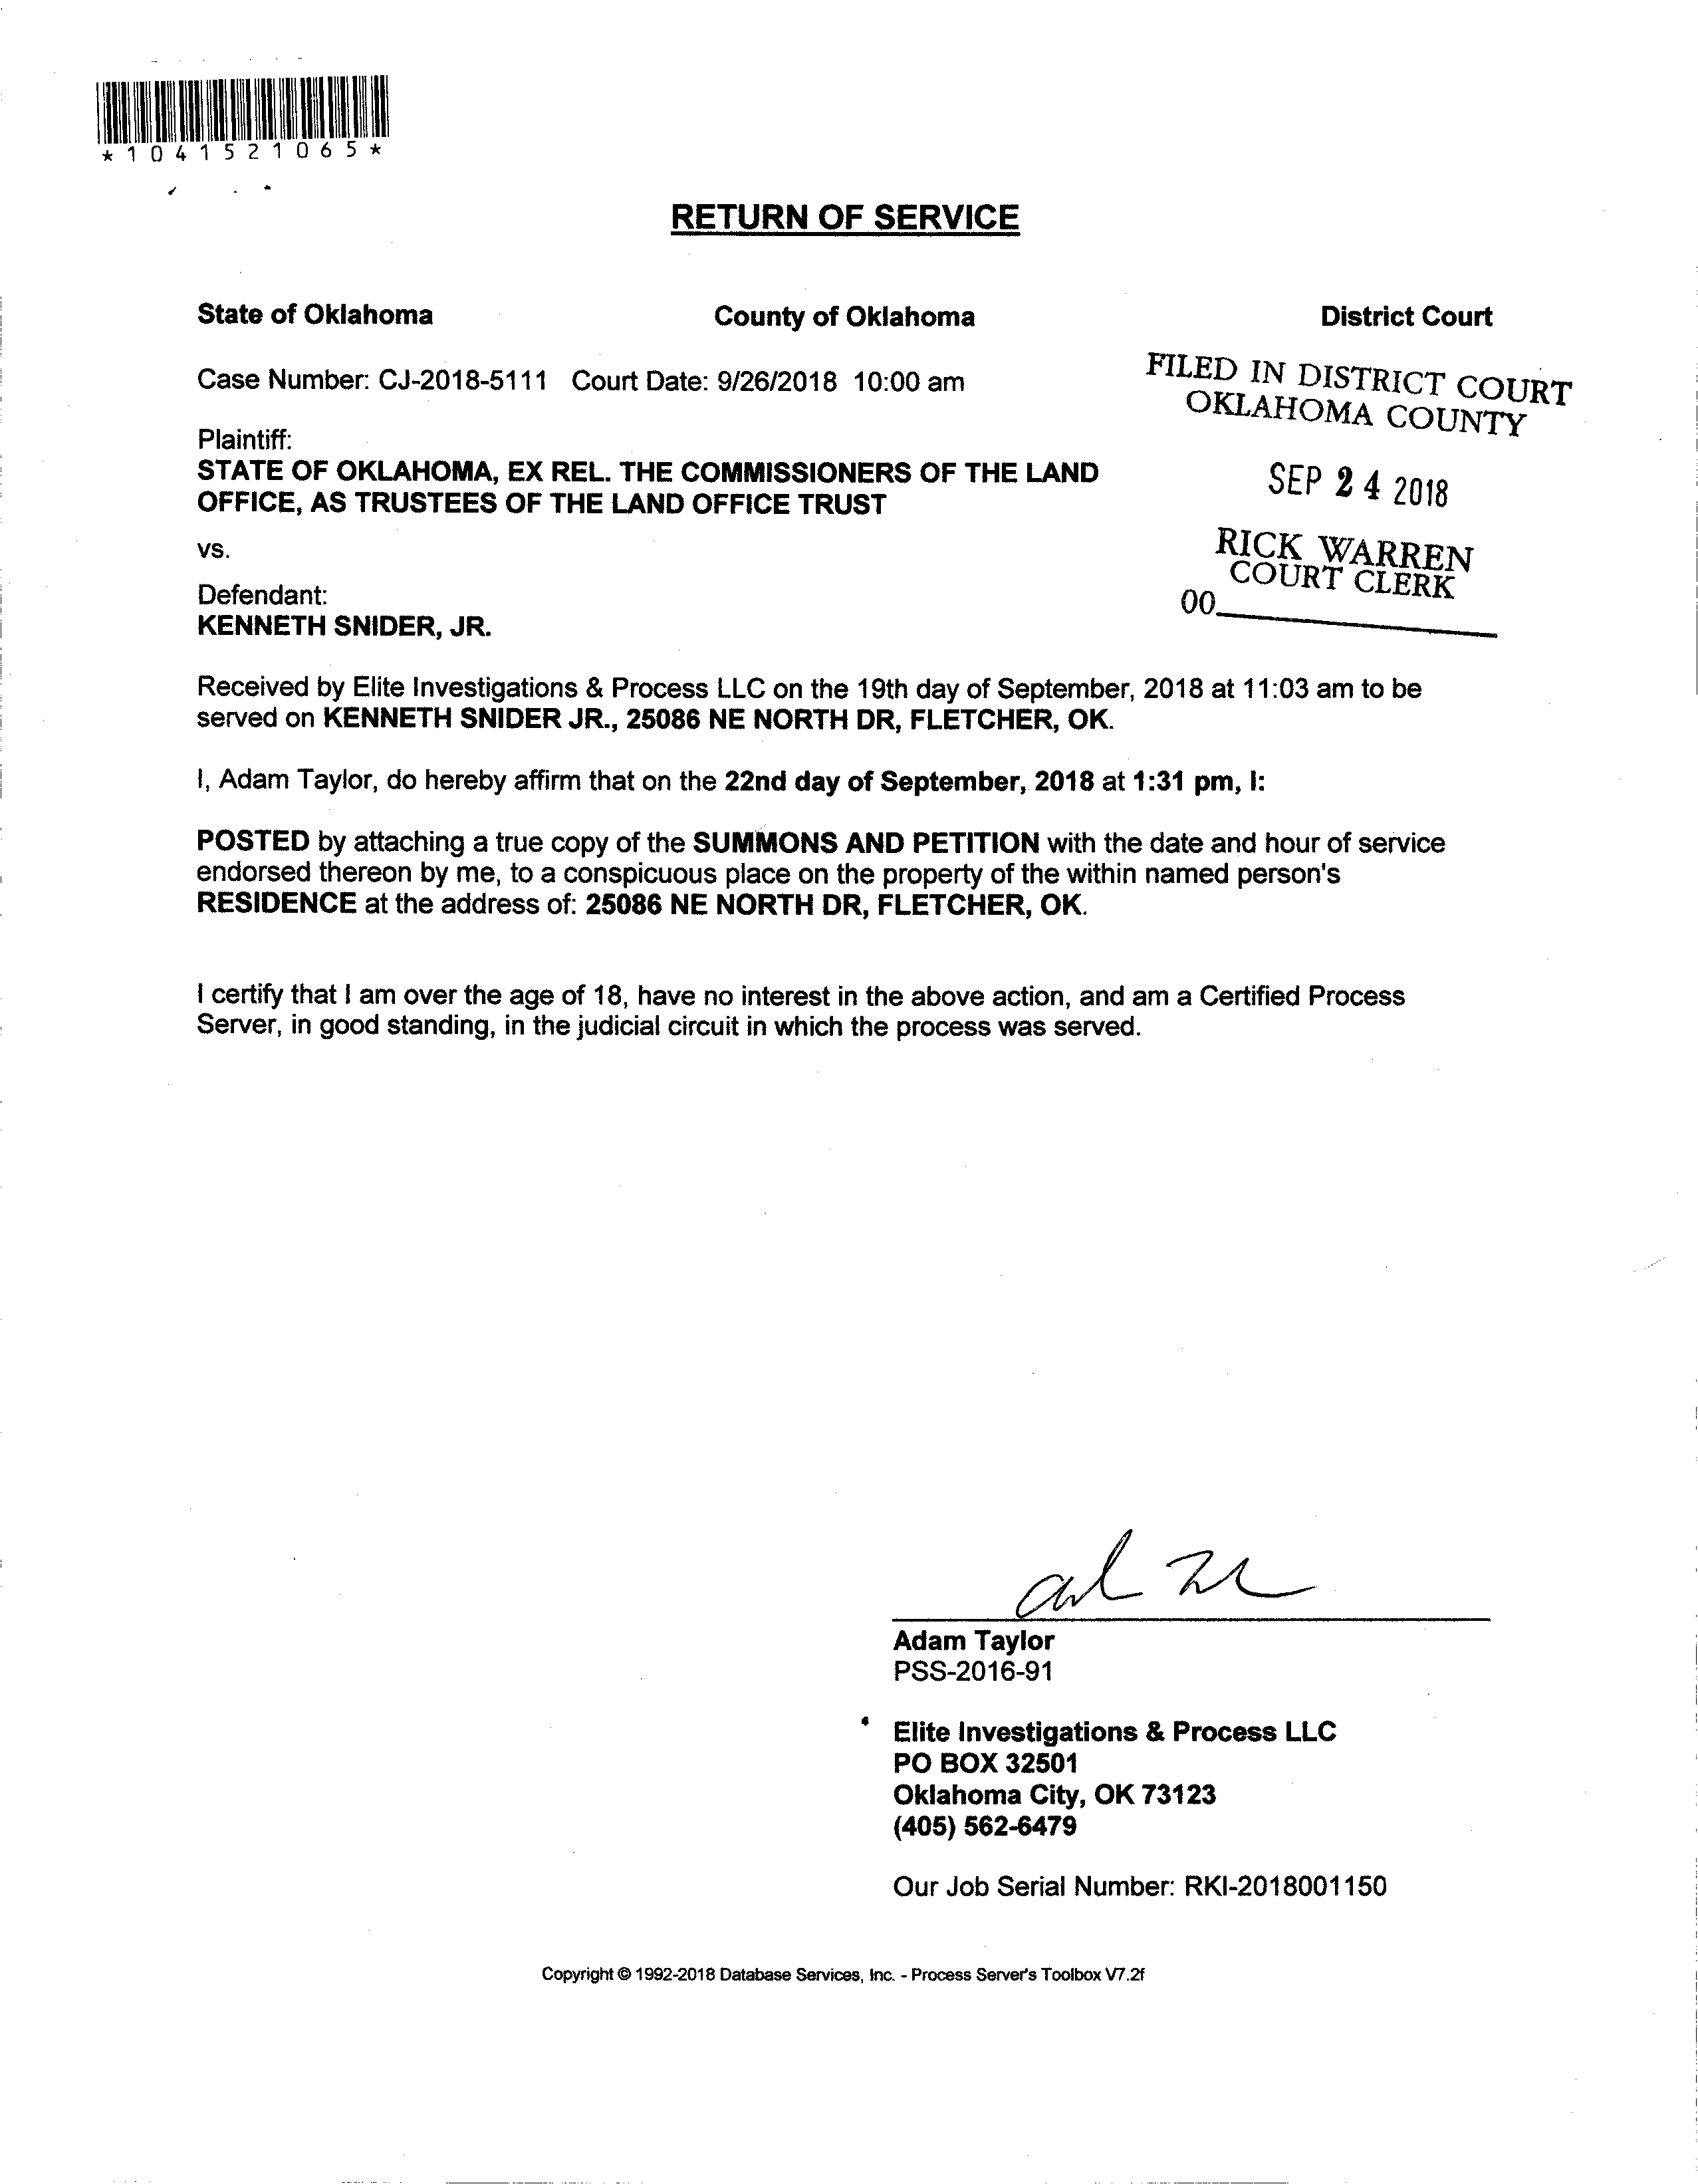 *1041521065*
RETURN OF SERVICE
State of Oklahoma County of Oklahoma District Court
Case Number: CJ-2018-5111 Court Date: 9/26/2018 10:00 am
FILED IN DISTRICT COURT
OKLAHOMA COUNTY
SEP 24 2018
RICK WARREN
COURT CLERK
00
Plaintiff:
STATE OF OKLAHOMA, EX REL. THE COMMISSIONERS OF THE LAND
OFFICE, AS TRUSTEES OF THE LAND OFFICE TRUST
vs.
Defendant:
KENNETH SNIDER, JR.
Received by Elite Investigations & Process LLC on the 19th day of September, 2018 at 11:03 am to be
served on KENNETH SNIDER JR., 25086 NE NORTH DR, FLETCHER, OK.
I, Adam Taylor, do hereby affirm that on the 22nd day of September, 2018 at 1:31 pm, I:
POSTED by attaching a true copy of the SUMMONS AND PETITION with the date and hour of service
endorsed thereon by me, to a conspicuous place on the property of the within named person's
RESIDENCE at the address of: 25086 NE NORTH DR, FLETCHER, OK.
I certify that I am over the age of 18, have no interest in the above action, and am a Certified Process
Server, in good standing, in the judicial circuit in which the process was served.
Adam Taylor
PSS-2016-91
Elite Investigations & Process LLC
PO BOX 32501
Oklahoma City, OK 73123
(405) 562-6479
Our Job Serial Number: RKI-2018001150
Copyright © 1992-2018 Database Services, Inc. - Process Server's Toolbox V7.2f